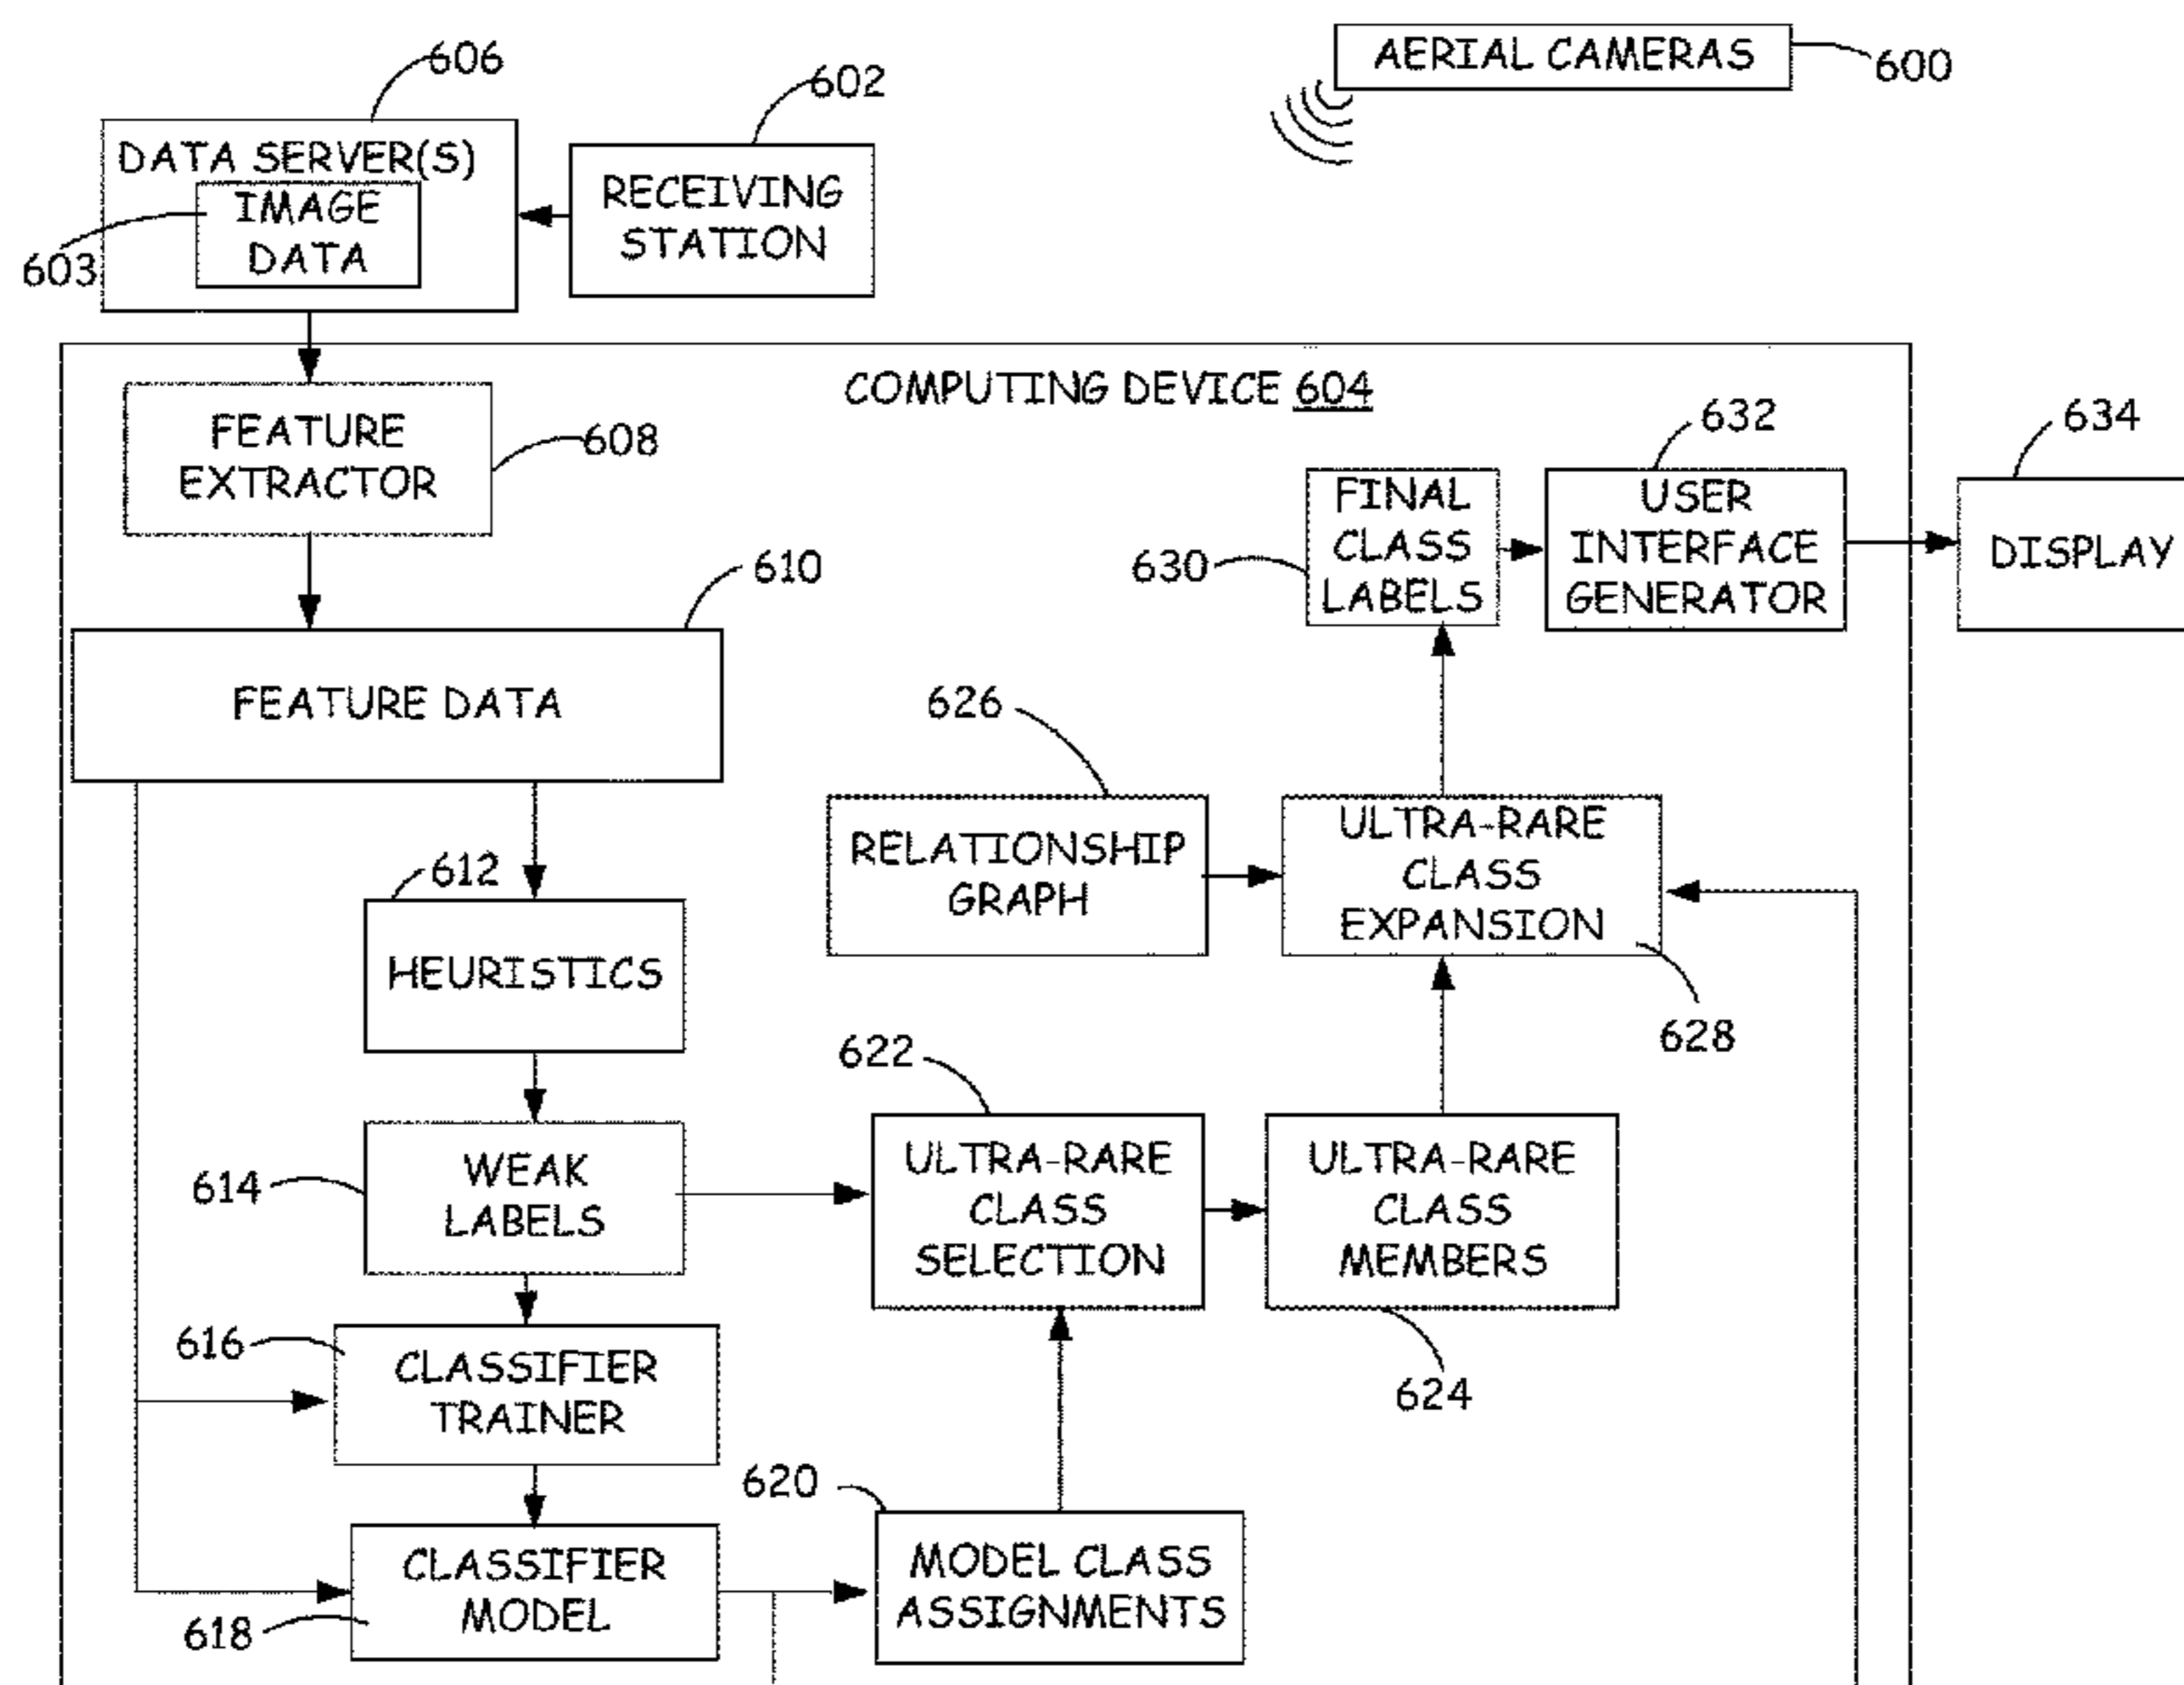 AERIAL CAMERAS
600
606
602
DATA SERVER(S)
IMAGE
DATA
603
RECEIVING
STATION
COMPUTING DEVICE 604
FEATURE
EXTRACTOR
608
632
634
FINAL
CLASS
LABELS
630
USER
INTERFACE
GENERATOR
DISPLAY
610
FEATURE DATA
626
RELATIONSHIP
GRAPH
ULTRA-RARE
CLASS
EXPANSION
628
612
HEURISTICS
622
614
WEAK
LABELS
ULTRA-RARE
CLASS
SELECTION
ULTRA-RARE
CLASS
MEMBERS
624
616
CLASSIFIER
TRAINER
620
618
CLASSIFIER
MODEL
MODEL CLASS
ASSIGNMENTS